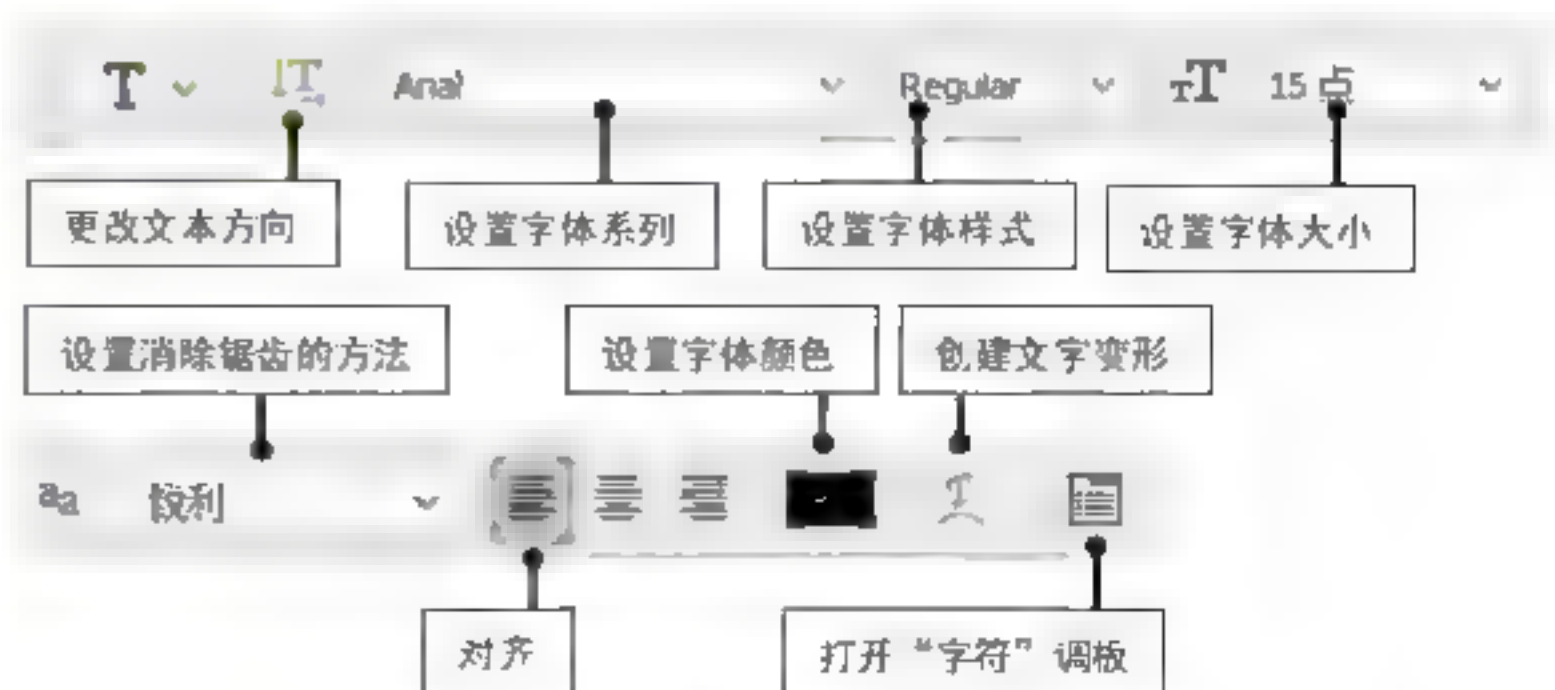 T T Arial Regular TT 15 点
更改文本方向 设置字体系列 设置字体样式 设置字体大小
设置消除锯齿的方法 设置字体颜色 创建文字变形
aa 锐利 T
对齐 打开“字符”调板